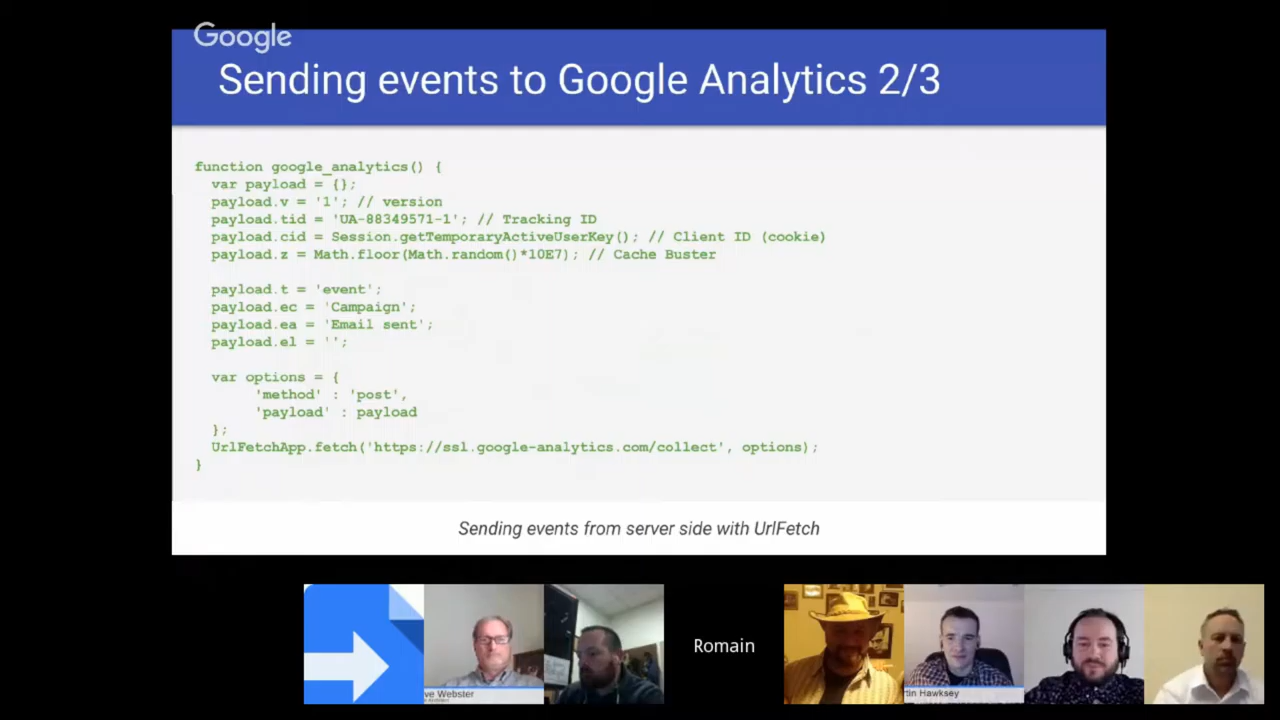 Google
Sending events to Google Analytics 2/3
function google_analytics() {
var payload = {};
payload.v = '1'; // version
payload.tid = 'UA-88349571-1'; // Tracking ID
payload.cid = Session.getTemporaryActiveUserKey(); // Client ID (cookie)
payload.z = Math.floor(Math.random()*10E7); // Cache Buster
payload.t = 'event';
payload.ec = 'Campaign';
payload.ea = 'Email sent';
payload.el = '';
var options = {
'method' : 'post',
'payload' : payload
};
UrlFetchApp.fetch('https://ssl.google-analytics.com/collect', options);
}
Sending events from server side with UrlFetch
Romain
ve Webster
tin Hawksey